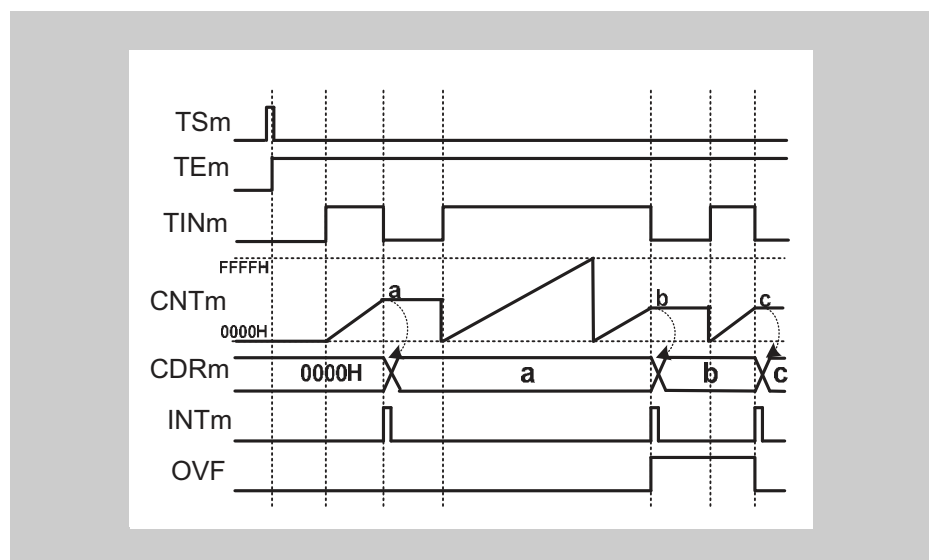 TSm
TEm
TINm
FFFFH
CNTm
a
b
c
0000H
CDRm
0000H
a
b
c
INTm
OVF